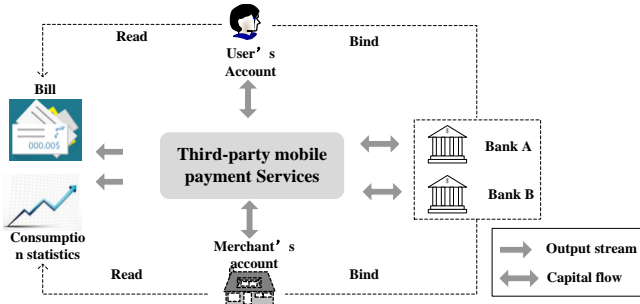 Read
User's
Account
Bind
Bill
000.00$
Third-party mobile
payment Services
Bank A
Bank B
Consumptio
n statistics
Merchant's
account
Read
Bind
Output stream
Capital flow